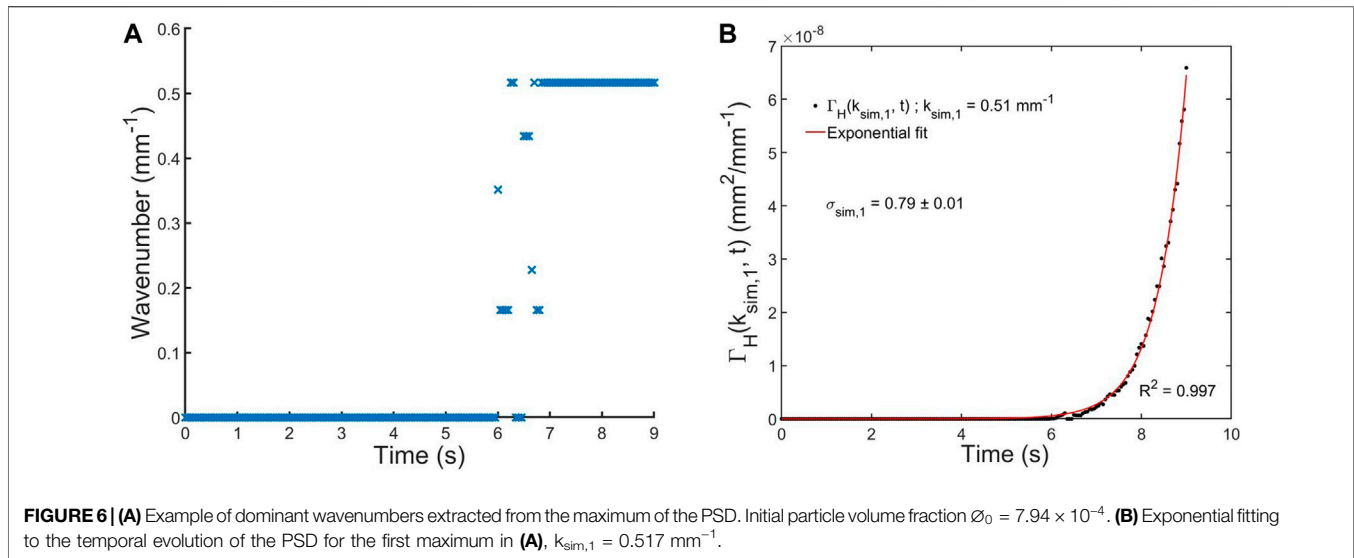 A
0.6
0.5
0.4
0.3
0.2
0.1
0
Wavenumber (mm⁻¹)
0 1 2 3 4 5 6 7 8 9
Time (s)
B
7 ×10⁻⁸
6
5
4
3
2
1
0
Γ_H(k_sim,1, t) (mm²/mm⁻¹)
Γ_H(k_sim,1, t) ; k_sim,1 = 0.51 mm⁻¹
Exponential fit
σ_sim,1 = 0.79 ± 0.01
R² = 0.997
0 2 4 6 8 10
Time (s)
FIGURE 6 | (A) Example of dominant wavenumbers extracted from the maximum of the PSD. Initial particle volume fraction Ø₀ = 7.94 × 10⁻⁴. (B) Exponential fitting
to the temporal evolution of the PSD for the first maximum in (A), k_sim,1 = 0.517 mm⁻¹.